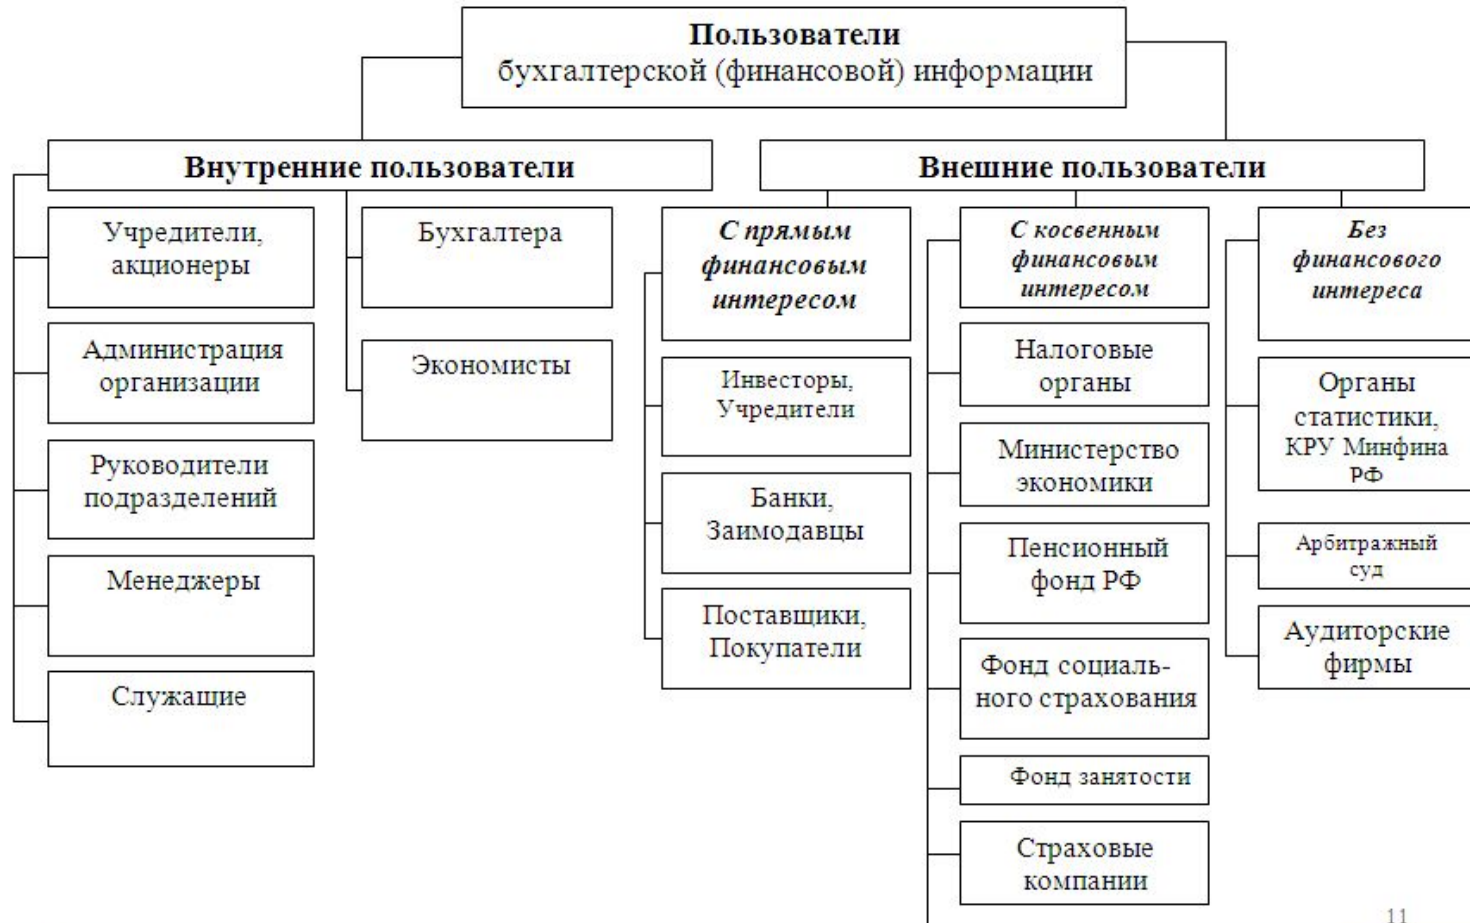 Пользователи
бухгалтерской (финансовой) информации
Внутренние пользователи
Внешние пользователи
Учредители,
акционеры
Администрация
организации
Руководители
подразделений
Менеджеры
Служащие
Бухгалтера
Экономисты
С прямым
финансовым
интересом
Инвесторы,
Учредители
Банки,
Заимодавцы
Поставщики,
Покупатели
С косвенным
финансовым
интересом
Налоговые
органы
Министерство
экономики
Пенсионный
фонд РФ
Фонд социаль-
ного страхования
Фонд занятости
Страховые
компании
Без
финансового
интереса
Органы
статистики,
КРУ Минфина
РФ
Арбитражный
суд
Аудиторские
фирмы
11